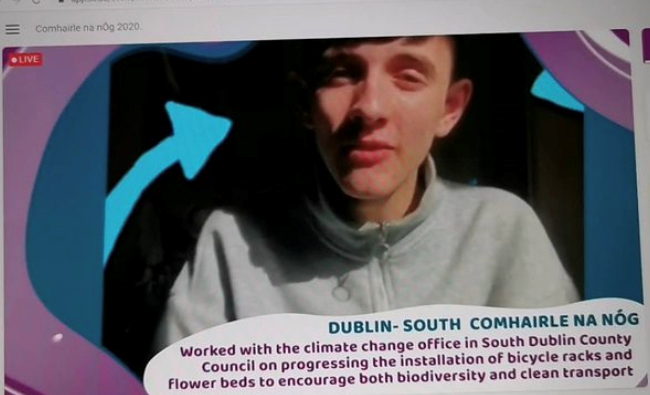 Comhairle na nÓg 2020.
LIVE
DUBLIN- SOUTH COMHAIRLE NA NÓG
Worked with the climate change office in South Dublin County
Council on progressing the installation of bicycle racks and
flower beds to encourage both biodiversity and clean transport